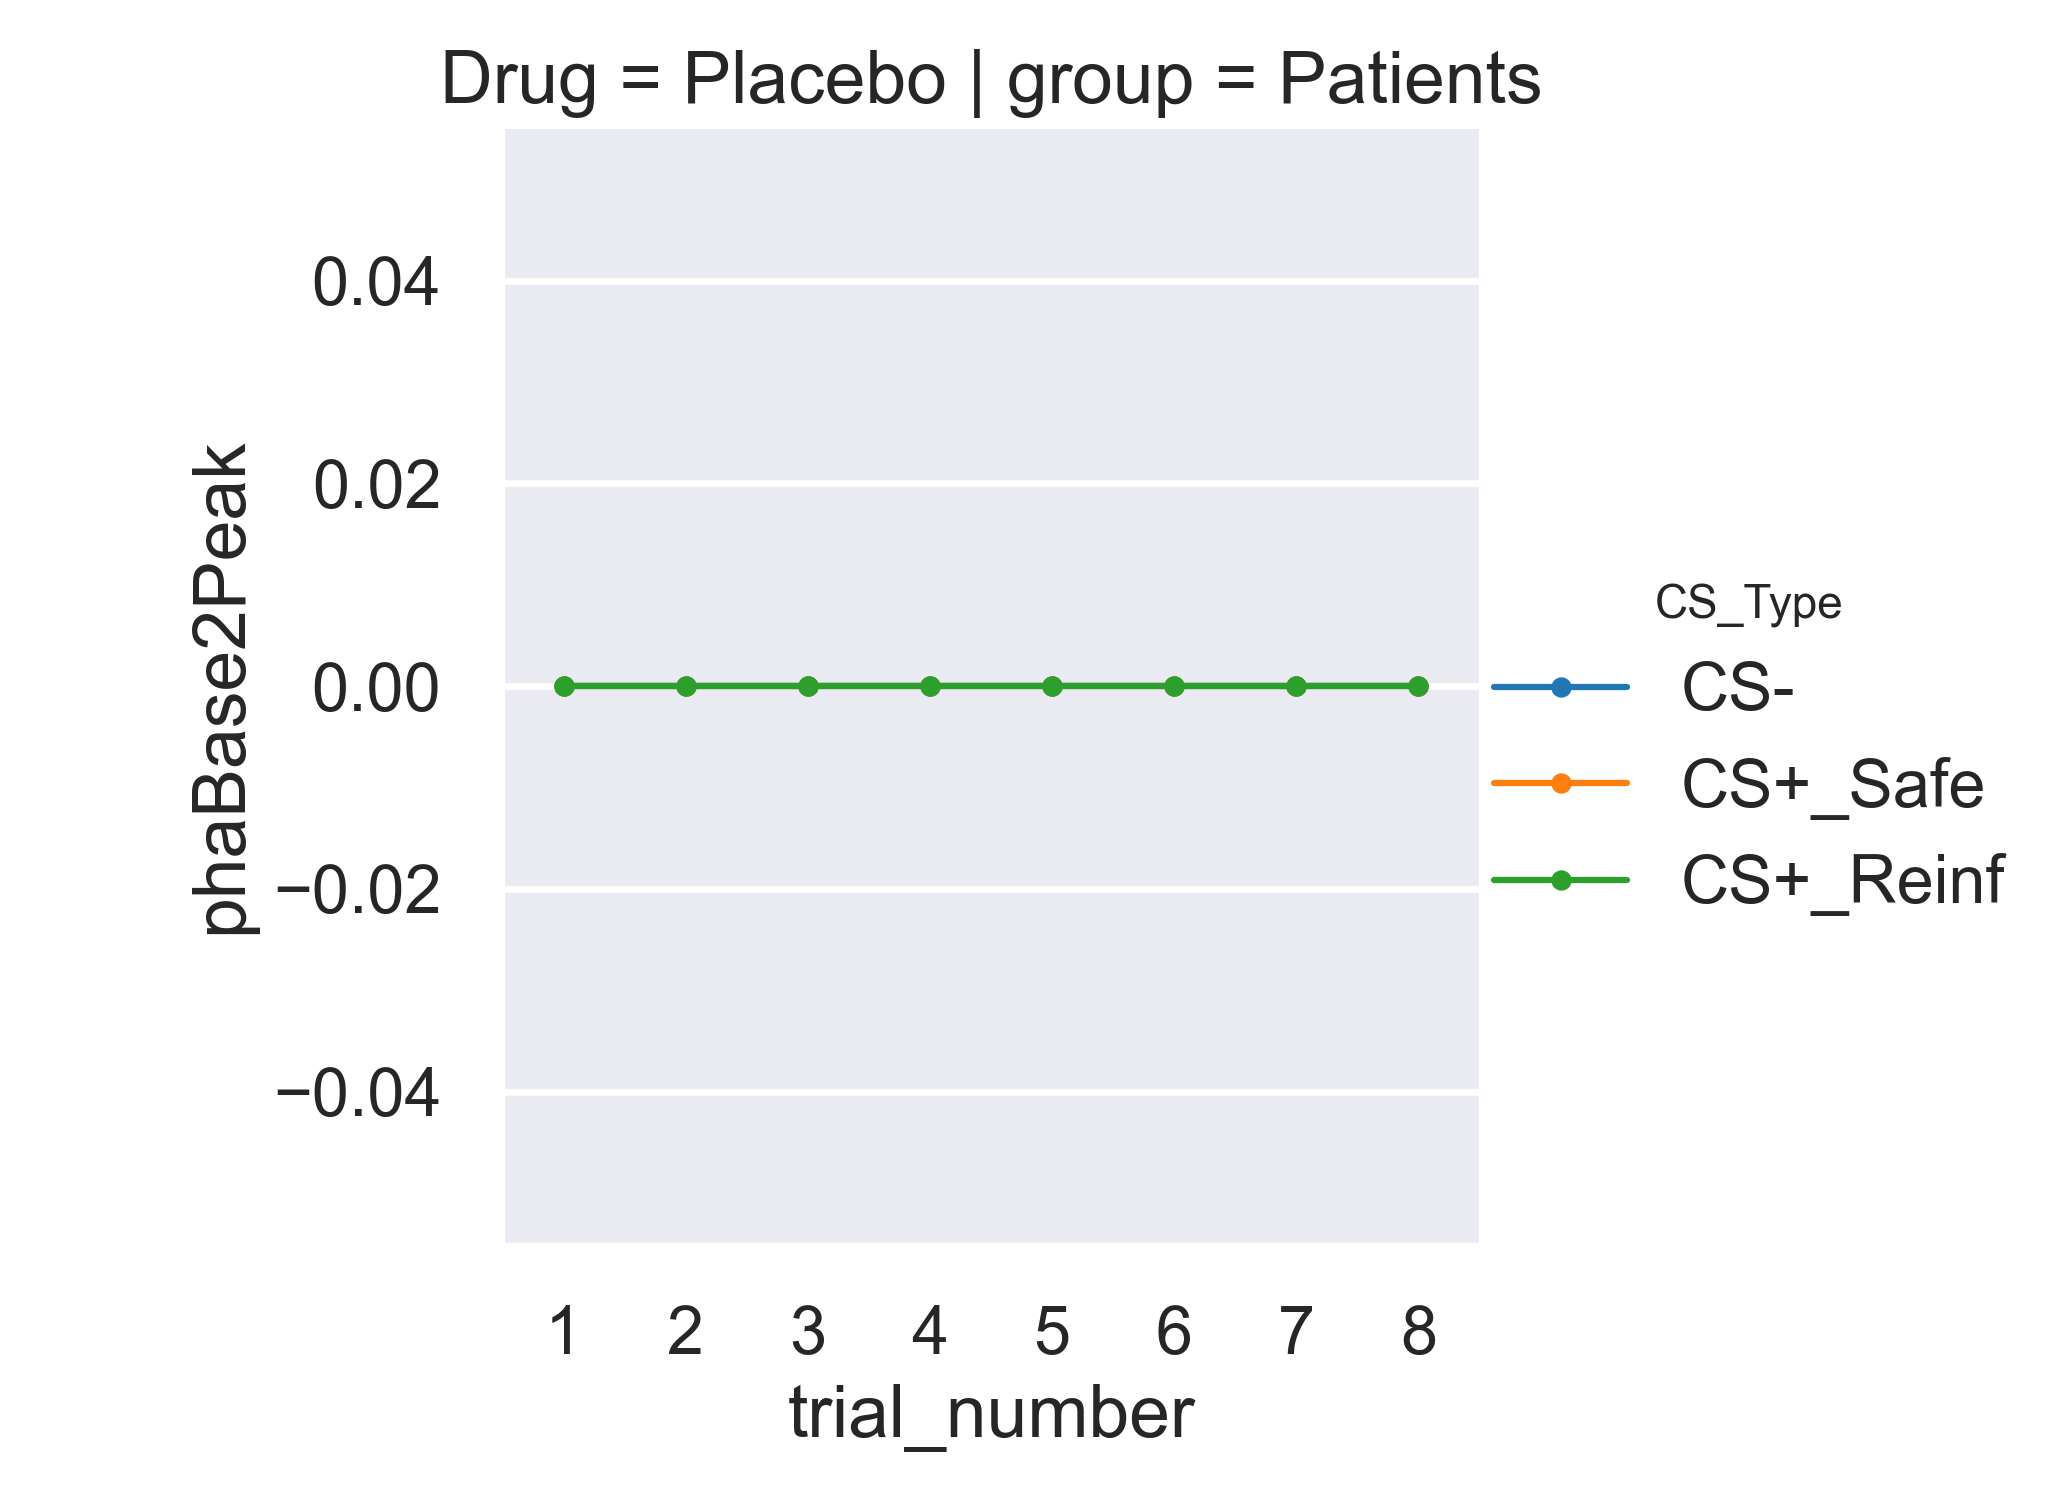 Drug = Placebo | group = Patients
phaBase2Peak
0.04
0.02
0.00
−0.02
−0.04
1 2 3 4 5 6 7 8
trial_number
CS_Type
CS-
CS+_Safe
CS+_Reinf